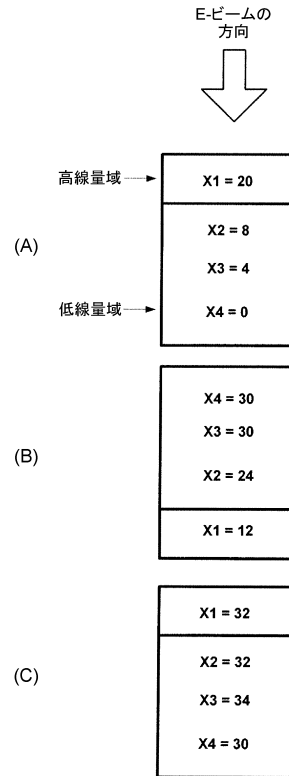 E-ビームの
方向
高線量域
X1 = 20
(A)
X2 = 8
X3 = 4
低線量域
X4 = 0
X4 = 30
X3 = 30
(B)
X2 = 24
X1 = 12
X1 = 32
(C)
X2 = 32
X3 = 34
X4 = 30